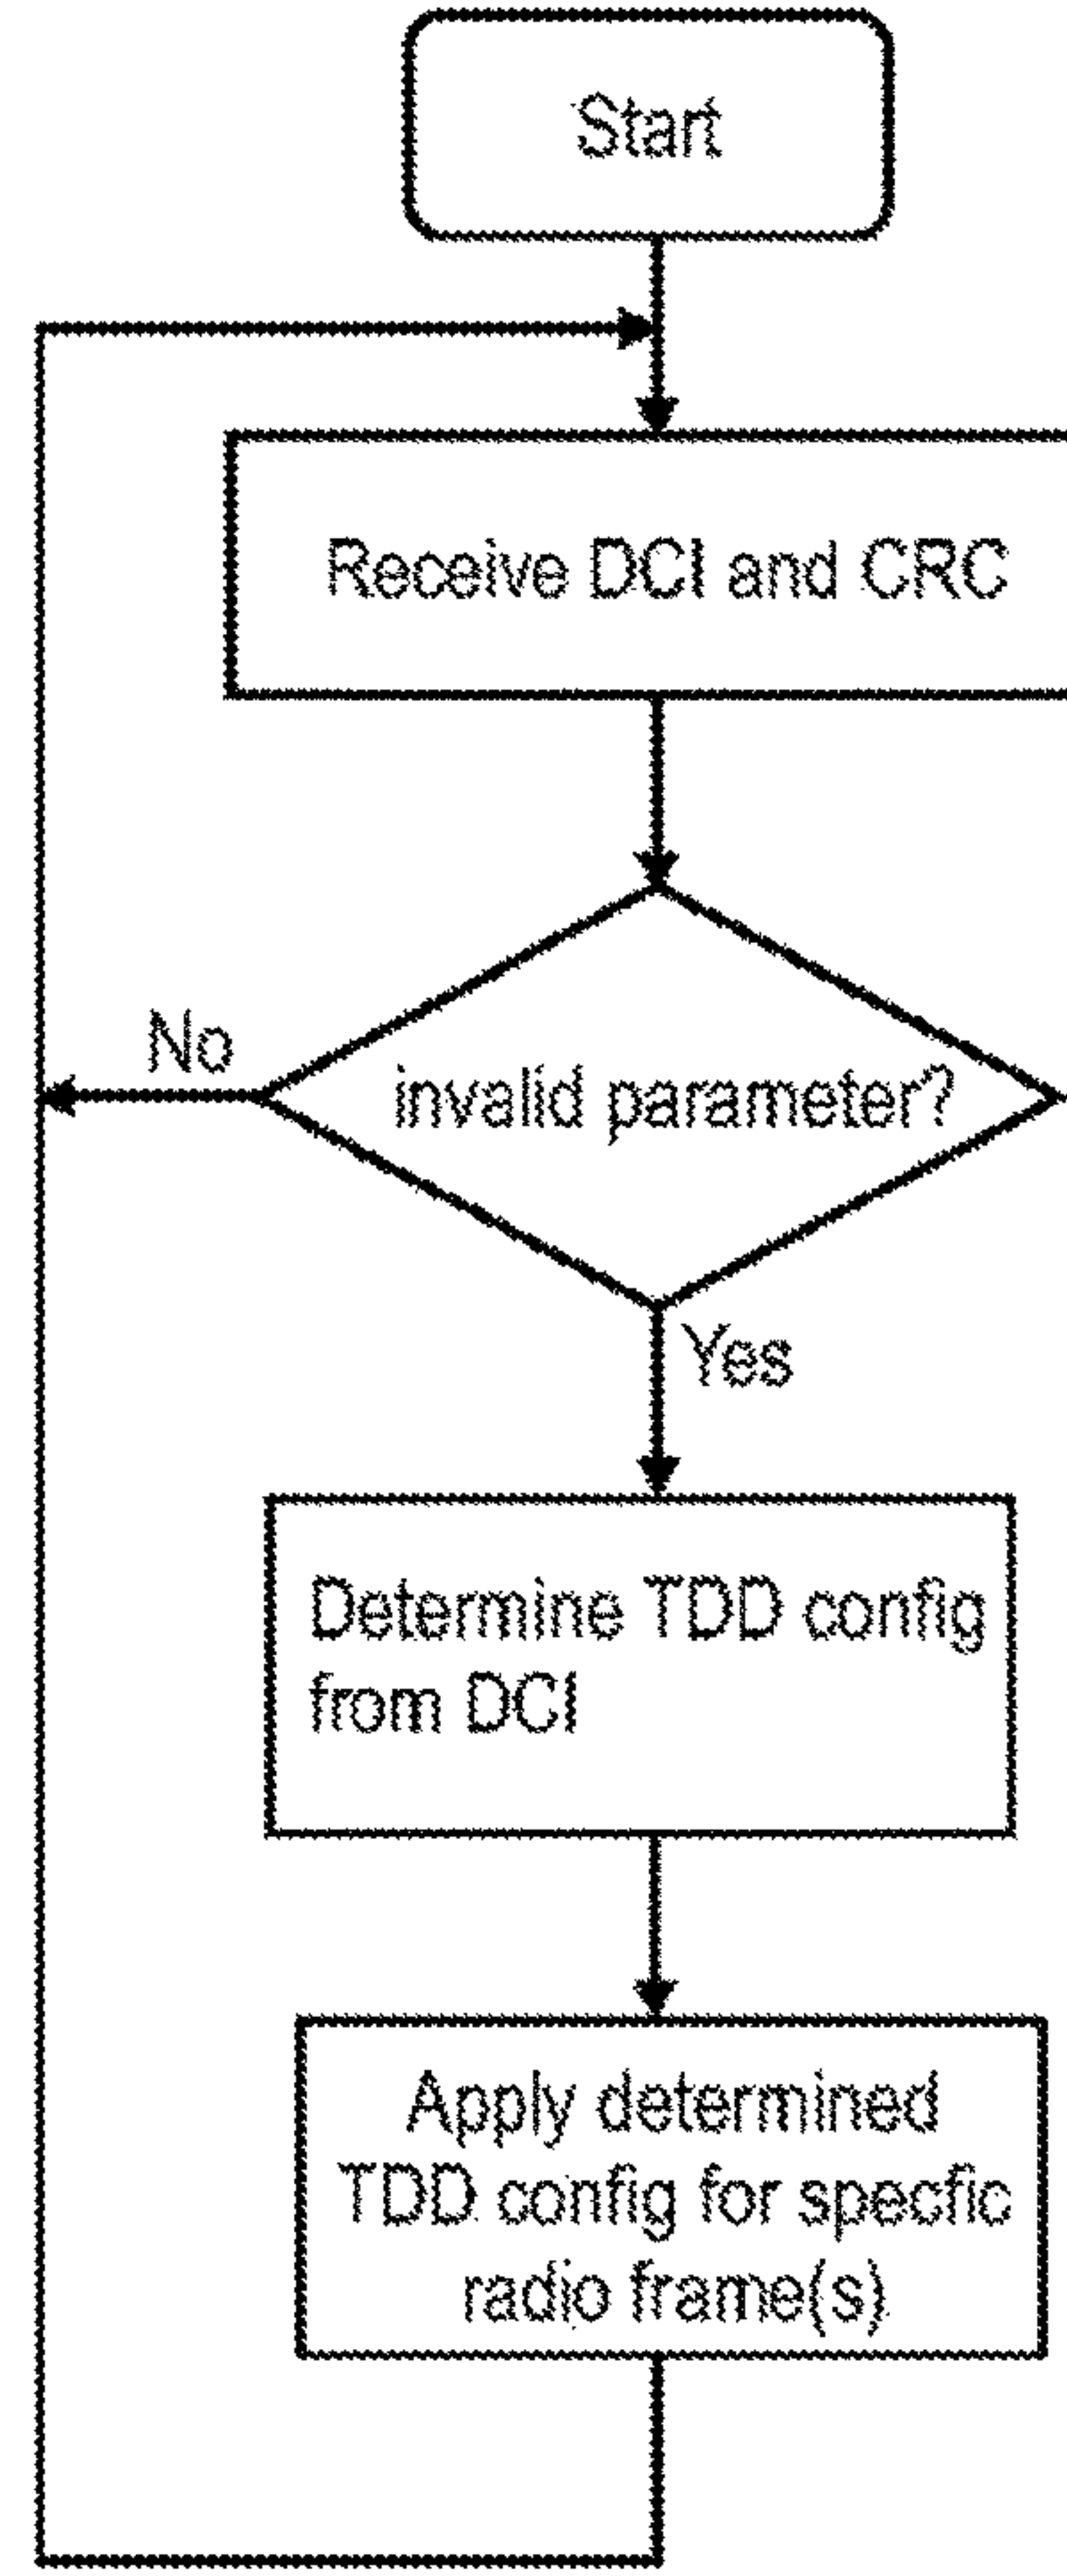 Start
Receive DCI and CRC
No
invalid parameter?
Yes
Determine TDD config
from DCI
Apply determined
TDD config for specfic
radio frame(s)